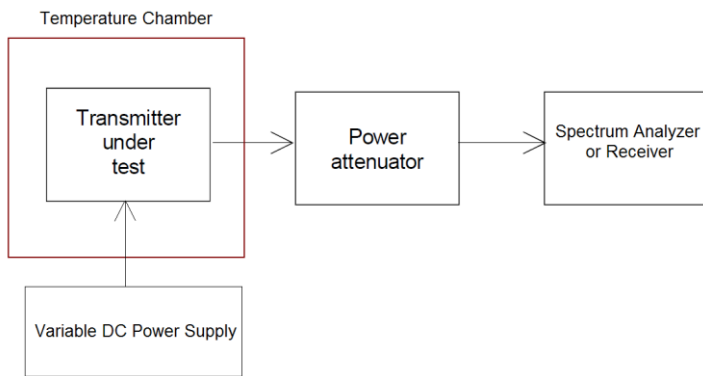 Temperature Chamber
Transmitter
under
test
Power
attenuator
Spectrum Analyzer
or Receiver
Variable DC Power Supply